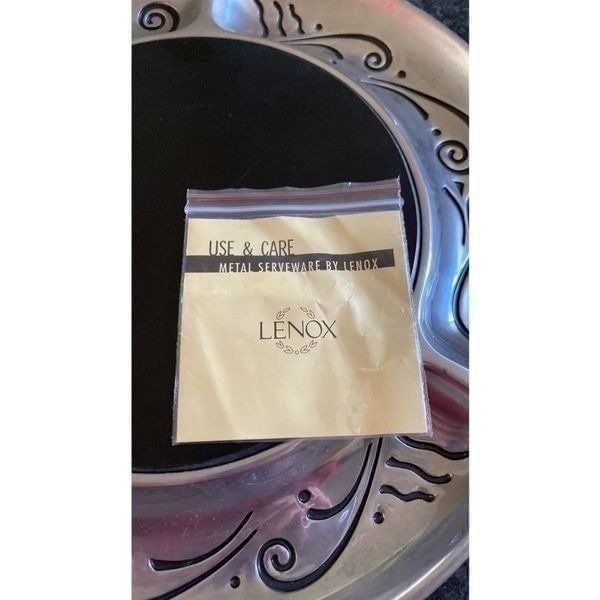 USE & CARE
METAL SERVEWARE BY LENOX
LENOX